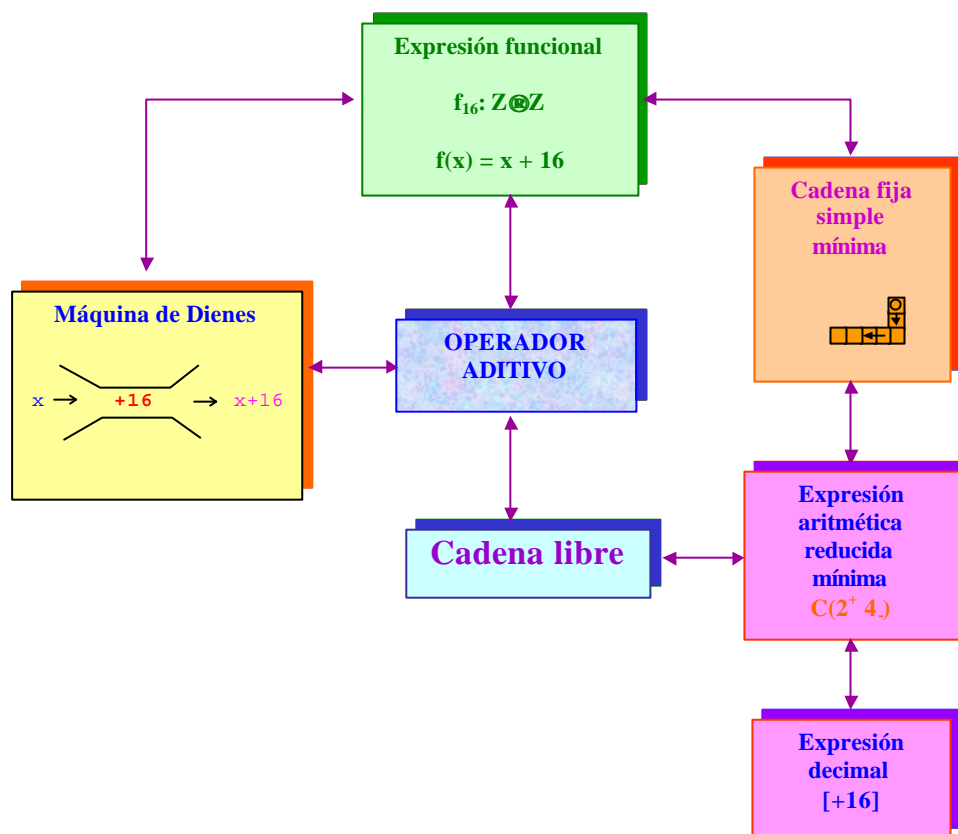 Expresión funcional
f₁₆: Z®Z
f(x) = x + 16
Cadena fija
simple
mínima
Máquina de Dienes
x → +16 → x+16
OPERADOR
ADITIVO
Cadena libre
Expresión
aritmética
reducida
mínima
C(2⁺ 4₋)
Expresión
decimal
[+16]